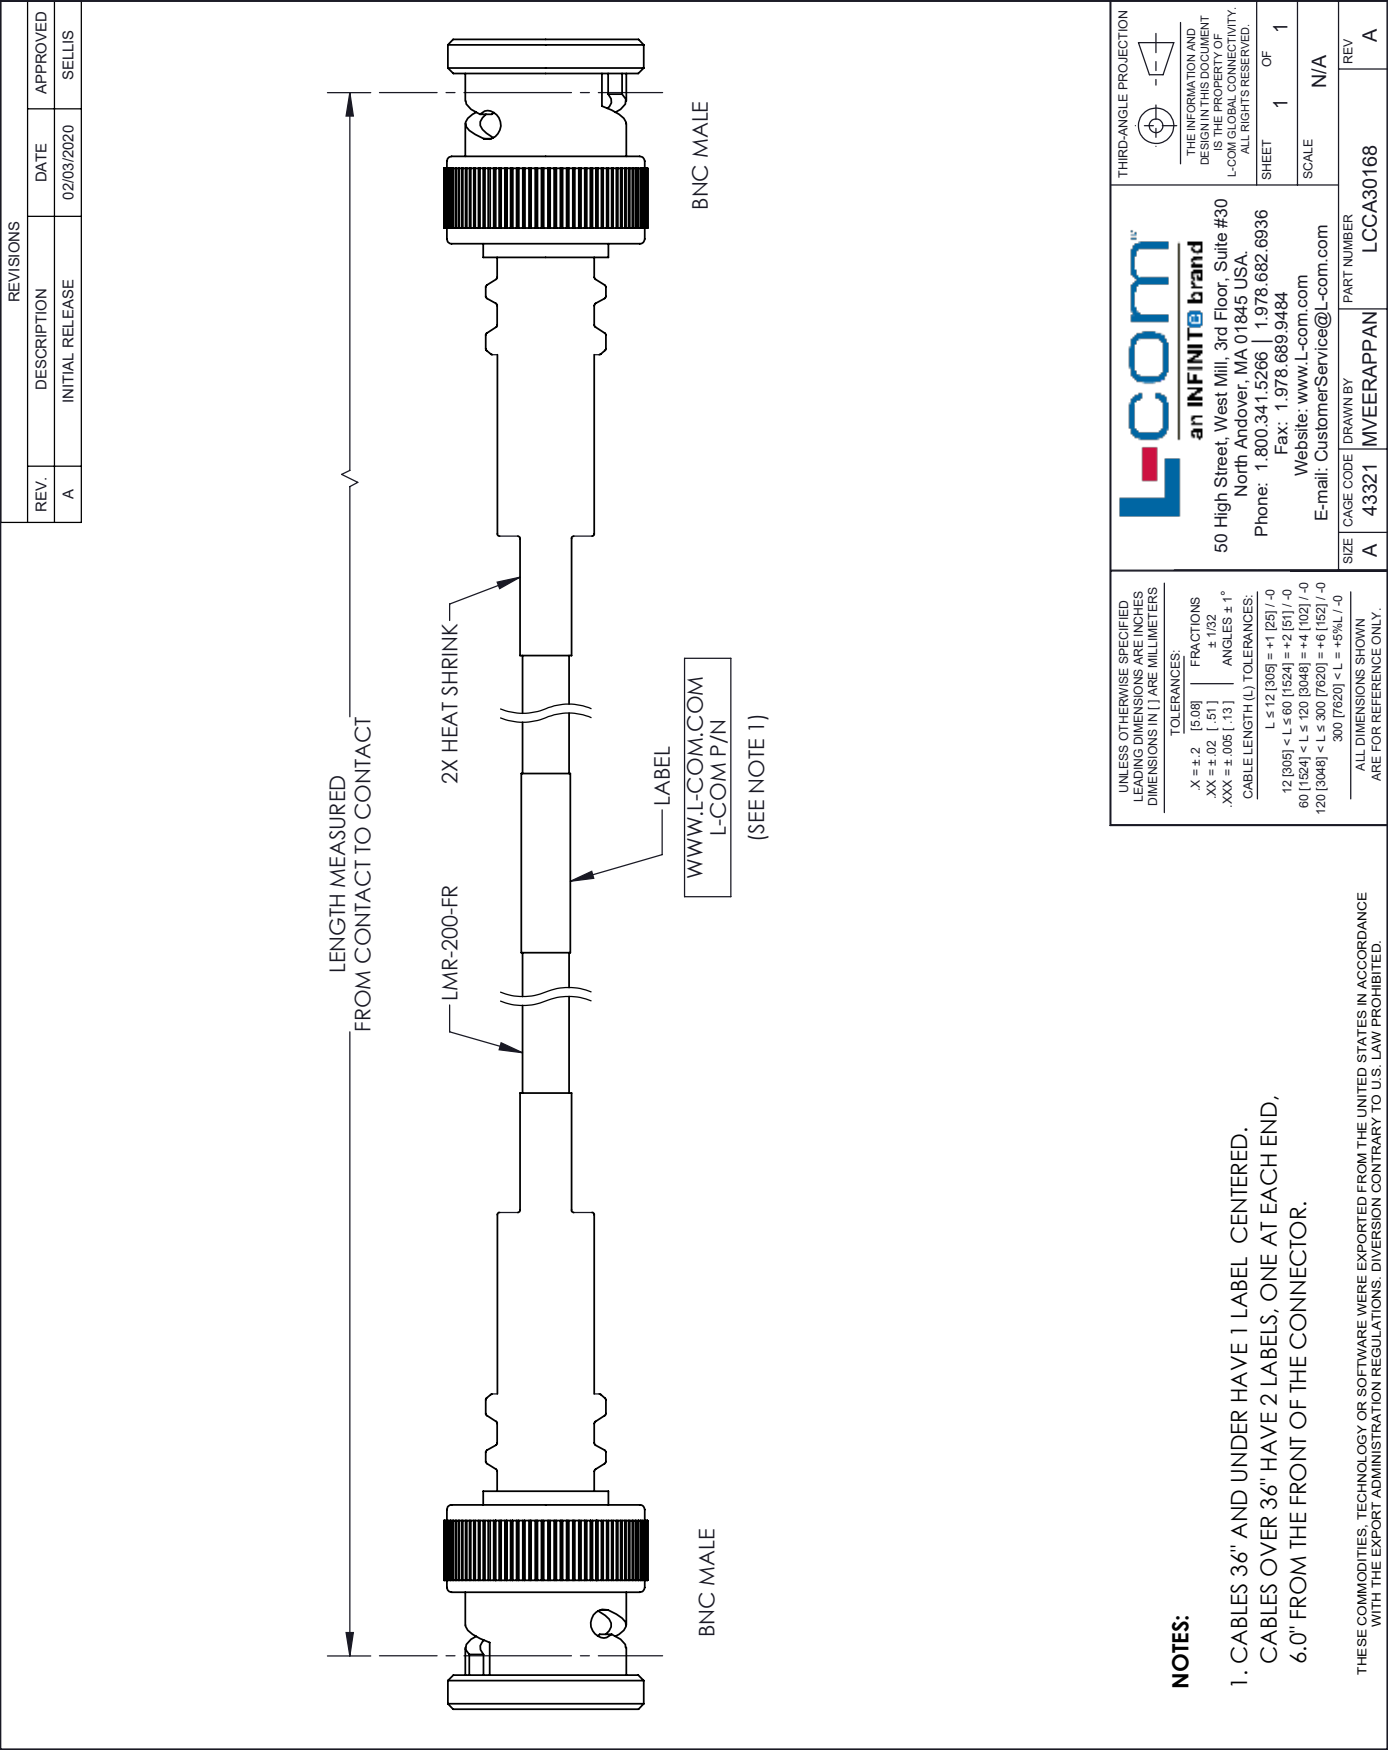 REVISIONS
REV. DESCRIPTION DATE APPROVED
A INITIAL RELEASE 02/03/2020 SELLIS
LENGTH MEASURED
FROM CONTACT TO CONTACT
LMR-200-FR
2X HEAT SHRINK
BNC MALE
BNC MALE
LABEL
WWW.L-COM.COM
L-COM P/N
(SEE NOTE 1)
NOTES:
1. CABLES 36" AND UNDER HAVE 1 LABEL CENTERED.
CABLES OVER 36" HAVE 2 LABELS, ONE AT EACH END,
6.0" FROM THE FRONT OF THE CONNECTOR.
THESE COMMODITIES, TECHNOLOGY OR SOFTWARE WERE EXPORTED FROM THE UNITED STATES IN ACCORDANCE
WITH THE EXPORT ADMINISTRATION REGULATIONS. DIVERSION CONTRARY TO U.S. LAW PROHIBITED.
UNLESS OTHERWISE SPECIFIED
LEADING DIMENSIONS ARE INCHES
DIMENSIONS IN [ ] ARE MILLIMETERS
TOLERANCES:
.X = ±.2 [5.08] FRACTIONS
.XX = ±.02 [.51] ± 1/32
.XXX = ±.005 [.13] ANGLES ± 1°
CABLE LENGTH (L) TOLERANCES:
L ≤ 12 [305] = +1 [25] / -0
12 [305] < L ≤ 60 [1524] = +2 [51] / -0
60 [1524] < L ≤ 120 [3048] = +4 [102] / -0
120 [3048] < L ≤ 300 [7620] = +6 [152] / -0
300 [7620] < L = +5%L / -0
ALL DIMENSIONS SHOWN
ARE FOR REFERENCE ONLY.
L-com
an INFINIT@ brand
50 High Street, West Mill, 3rd Floor, Suite #30
North Andover, MA 01845 USA.
Phone: 1.800.341.5266 | 1.978.682.6936
Fax: 1.978.689.9484
Website: www.L-com.com
E-mail: CustomerService@L-com.com
THIRD-ANGLE PROJECTION
THE INFORMATION AND
DESIGN IN THIS DOCUMENT
IS THE PROPERTY OF
L-COM GLOBAL CONNECTIVITY.
ALL RIGHTS RESERVED.
SHEET 1 OF 1
SCALE N/A
SIZE CAGE CODE DRAWN BY PART NUMBER REV
A 43321 MVEERAPPAN LCCA30168 A